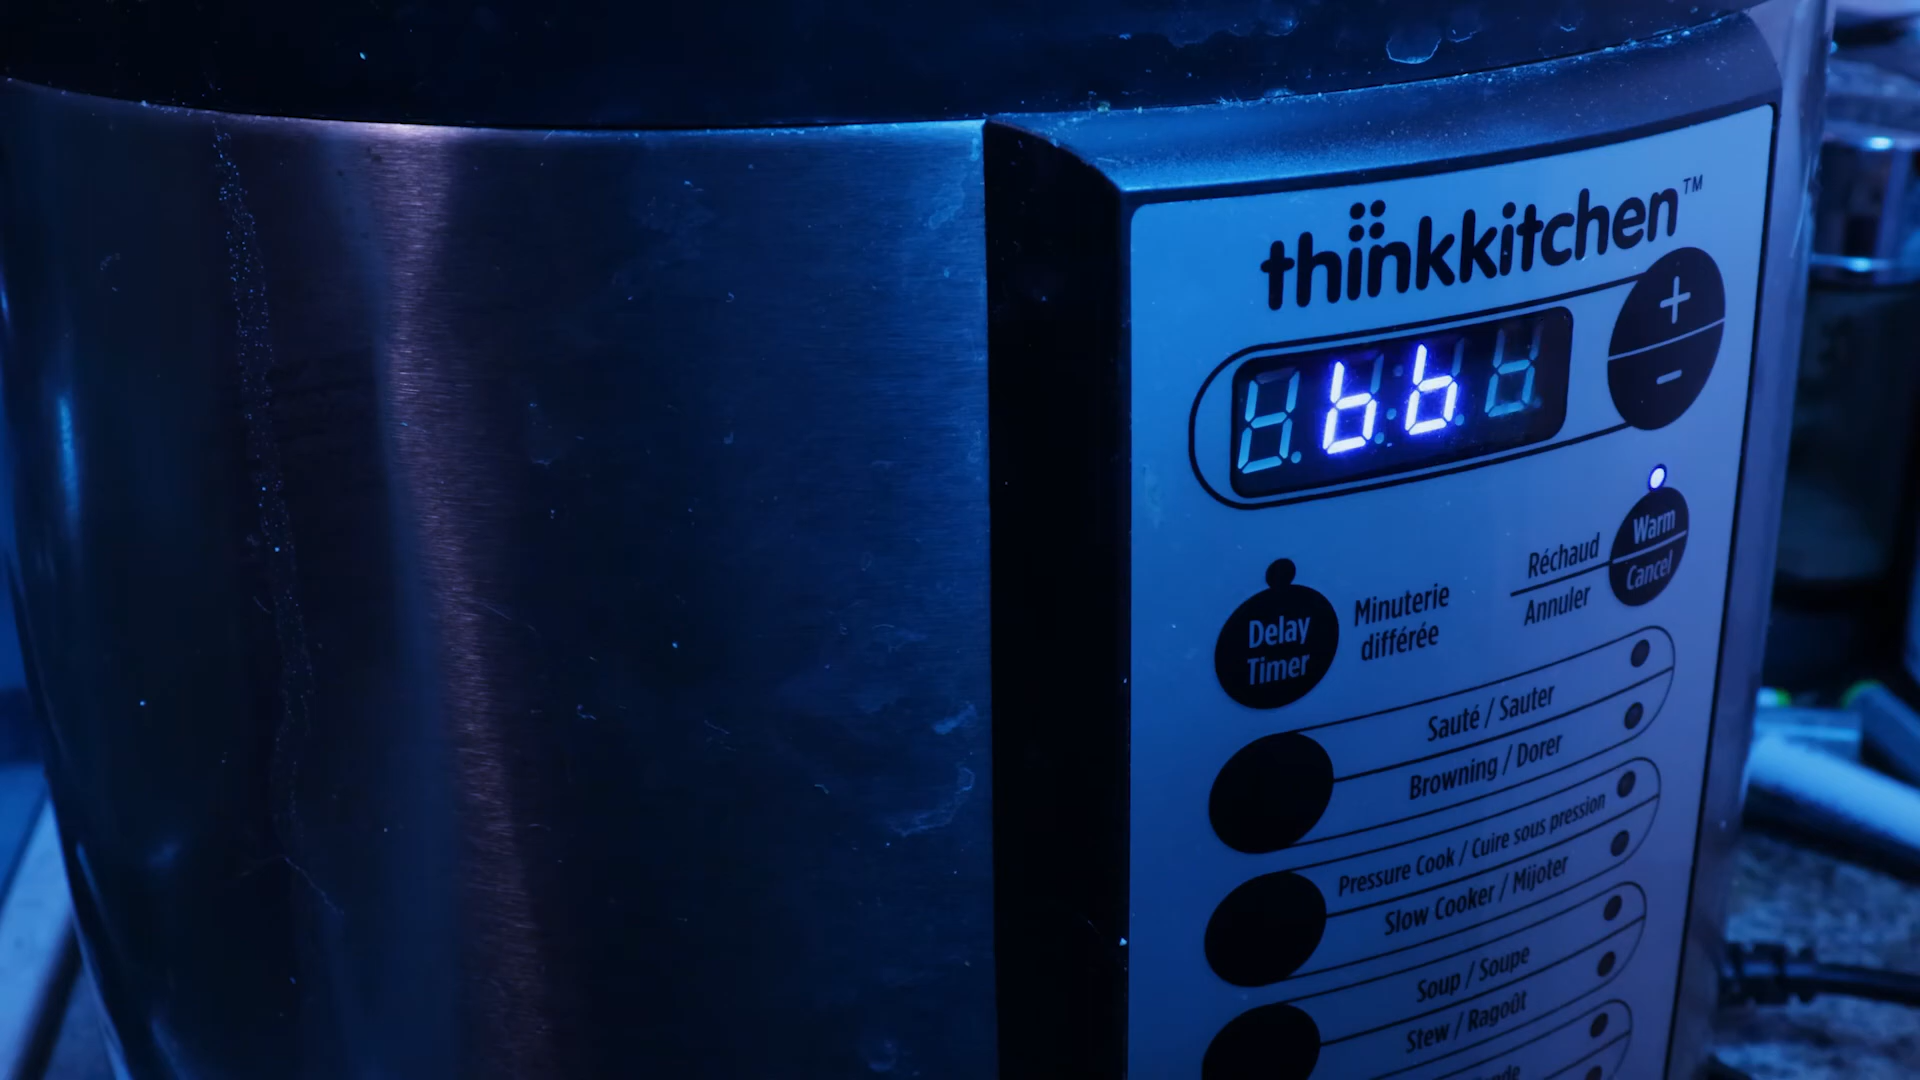 thinkkitchen™
bb
+
-
Warm
Cancel
Réchaud
Annuler
Delay
Timer
Minuterie
différée
Sauté / Sauter
Browning / Dorer
Pressure Cook / Cuire sous pression
Slow Cooker / Mijoter
Soup / Soupe
Stew / Ragoût